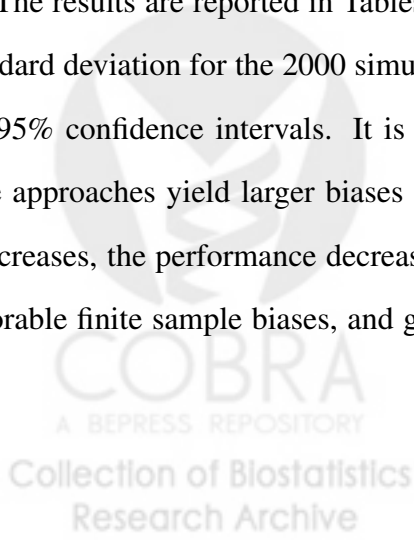 The results are reported in Table
dard deviation for the 2000 simu
95% confidence intervals. It is
approaches yield larger biases
creases, the performance decreas
orable finite sample biases, and g
COBRA
A BEPRESS REPOSITORY
Collection of Biostatistics
Research Archive